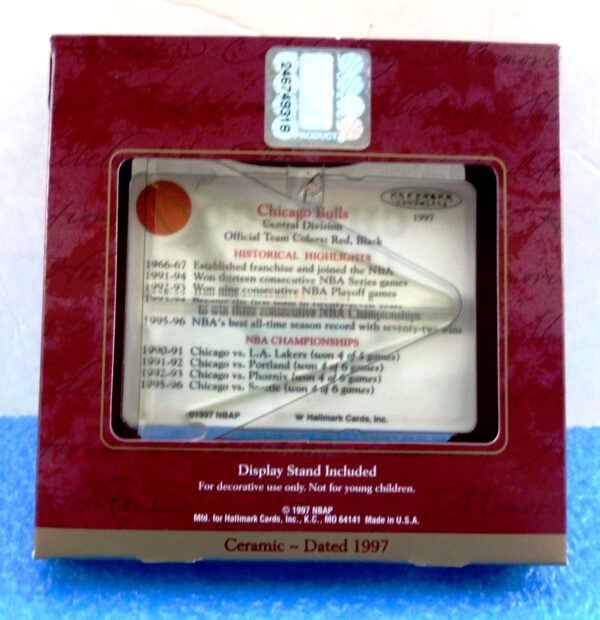 246749318
PRODUCT
Chicago Bulls
1997
Central Division
Official Team Colors: Red, Black
HISTORICAL HIGHLIGHTS
1966-67 Established franchise and joined the NBA
1991-94 Won thirteen consecutive NBA Series games
1992-93 Won nine consecutive NBA Playoff games
first team in
to win three consecutive NBA Championships
1995-96 NBA's best all-time season record with seventy-two wins
NBA CHAMPIONSHIPS
1990-91 Chicago vs. L.A. Lakers (won 4 of 5 games)
1991-92 Chicago vs. Portland (won 4 of 6 games)
1992-93 Chicago vs. Phoenix (won 4 of 6 games)
1995-96 Chicago vs. Seattle (won 4 of 6 games)
©1997 NBAP
Hallmark Cards, Inc.
Display Stand Included
For decorative use only. Not for young children.
© 1997 NBAP
Mfd. for Hallmark Cards, Inc., K.C., MO 64141 Made in U.S.A.
Ceramic ~ Dated 1997